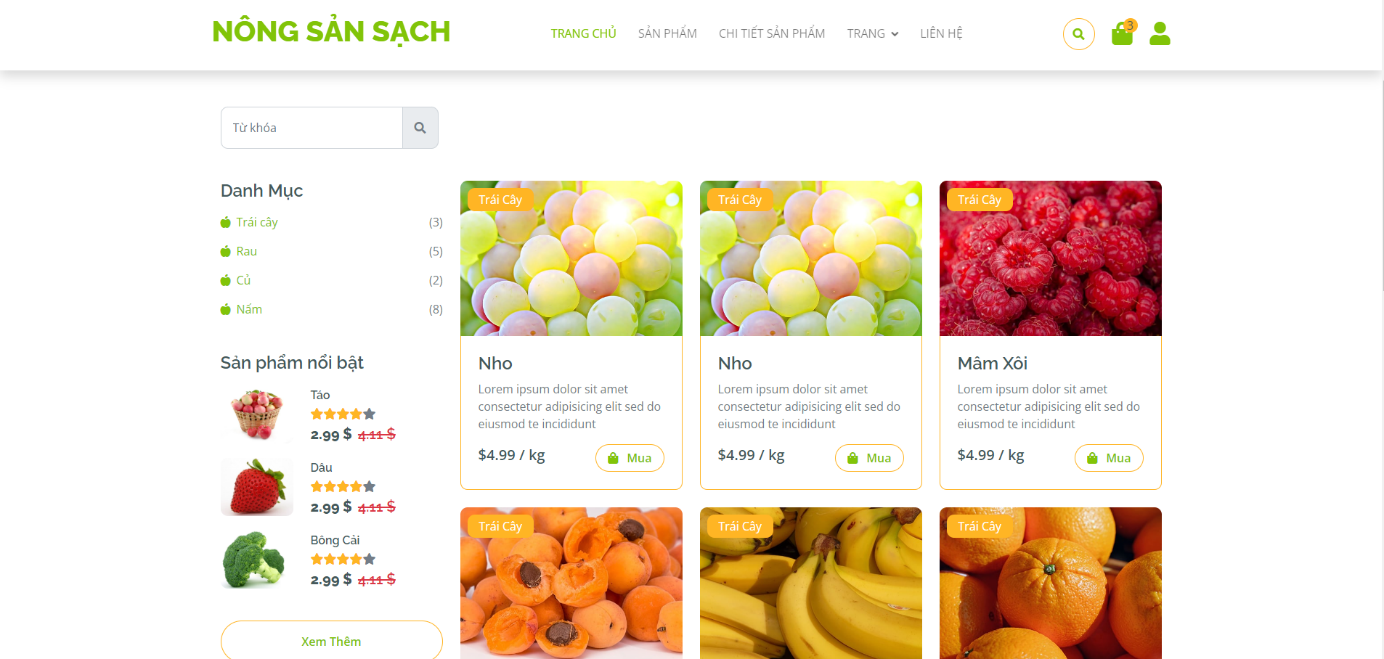 NÔNG SẢN SẠCH
TRANG CHỦ
SẢN PHẨM
CHI TIẾT SẢN PHẨM
TRANG
LIÊN HỆ
3
Từ khóa
Danh Mục
Trái cây (3)
Rau (5)
Củ (2)
Nấm (8)
Sản phẩm nổi bật
Táo
2.99 $ 4.11 $
Dâu
2.99 $ 4.11 $
Bông Cải
2.99 $ 4.11 $
Xem Thêm
Trái Cây
Nho
Lorem ipsum dolor sit amet
consectetur adipisicing elit sed do
eiusmod te incididunt
$4.99 / kg
Mua
Trái Cây
Nho
Lorem ipsum dolor sit amet
consectetur adipisicing elit sed do
eiusmod te incididunt
$4.99 / kg
Mua
Trái Cây
Mâm Xôi
Lorem ipsum dolor sit amet
consectetur adipisicing elit sed do
eiusmod te incididunt
$4.99 / kg
Mua
Trái Cây
Trái Cây
Trái Cây